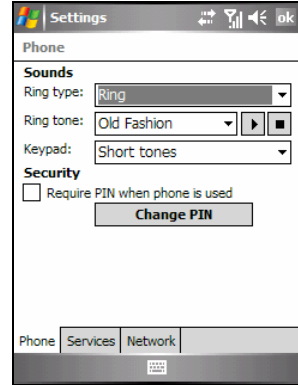 Settings ok
Phone
Sounds
Ring type: Ring
Ring tone: Old Fashion
Keypad: Short tones
Security
Require PIN when phone is used
Change PIN
Phone Services Network